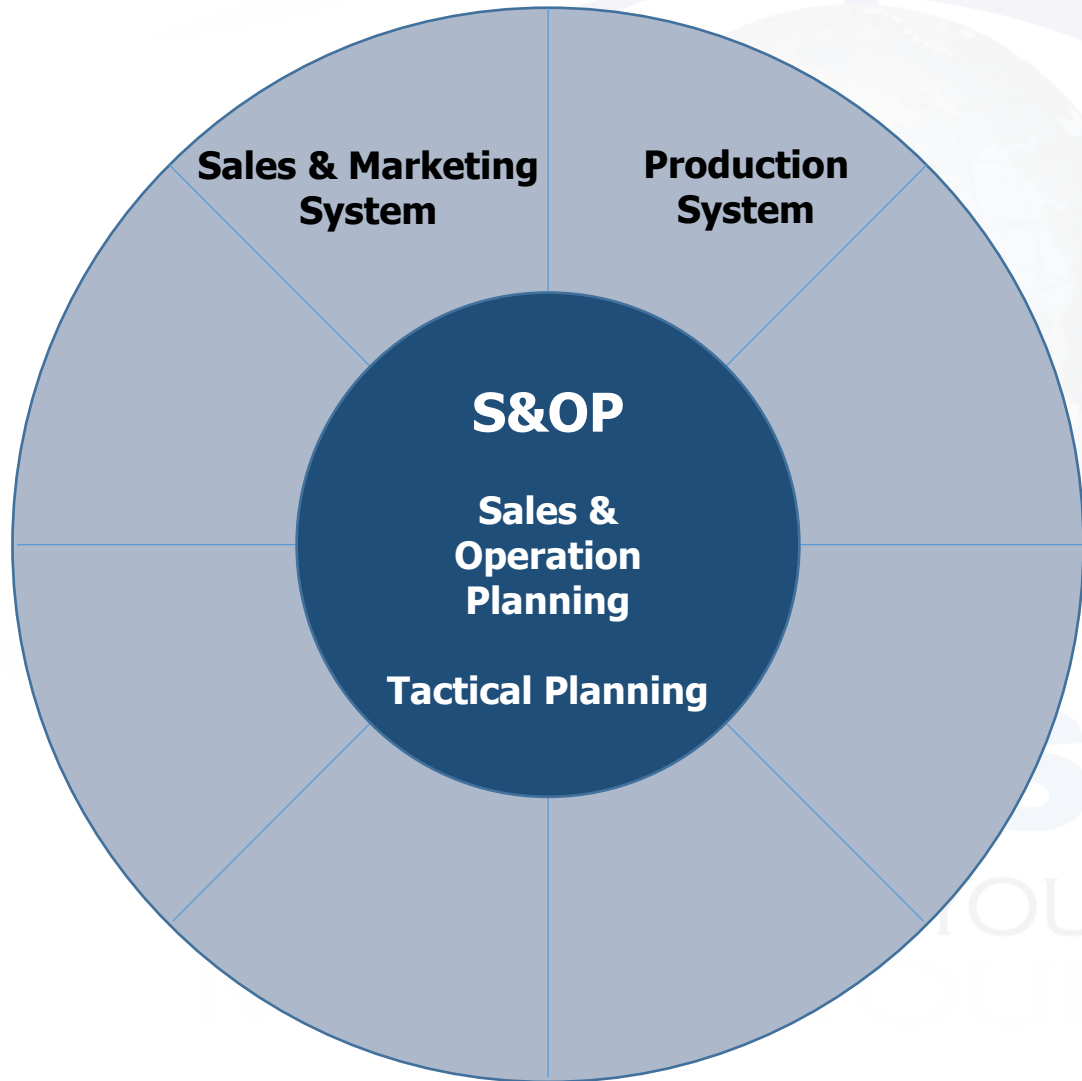 Sales & Marketing
System
Production
System
S&OP
Sales &
Operation
Planning
Tactical Planning